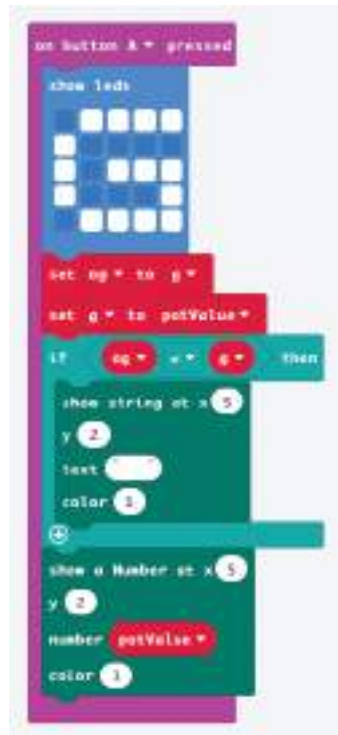 on button A pressed
show leds
set og to g
set g to potValue
if og < g then
show string at x 5
y 2
text " "
color 1
show a Number at x 5
y 2
number potValue
color 1